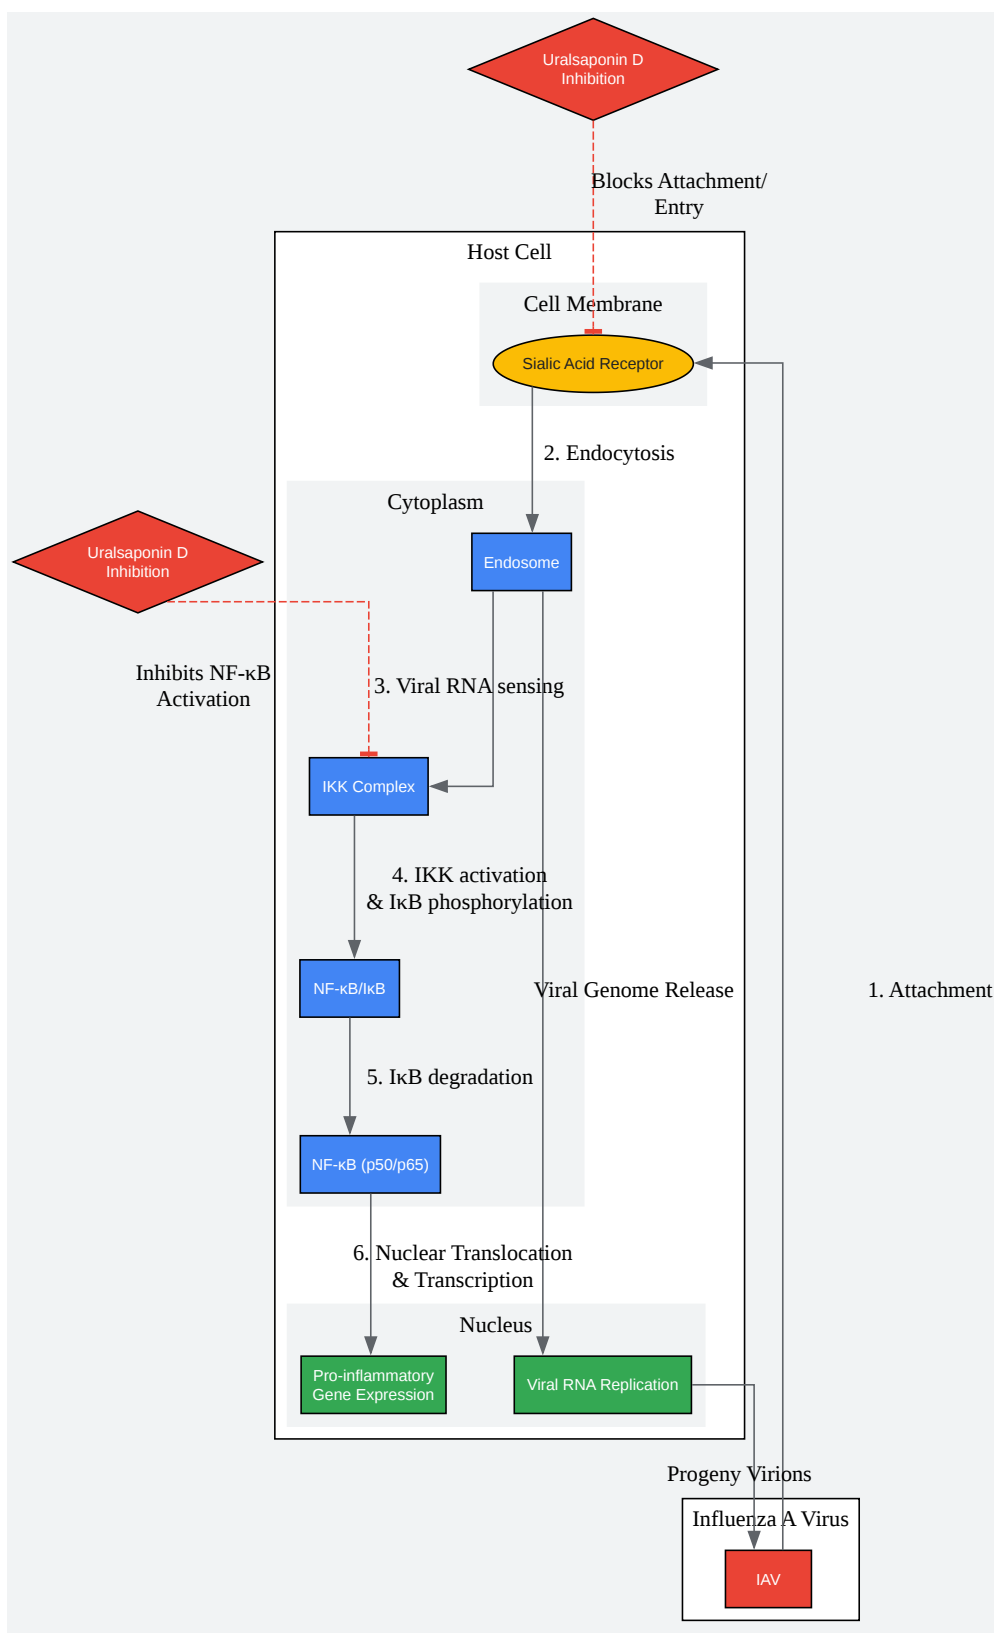 Uralsaponin D
Inhibition
Blocks Attachment/
Entry
Host Cell
Cell Membrane
Sialic Acid Receptor
2. Endocytosis
Cytoplasm
Endosome
Uralsaponin D
Inhibition
Inhibits NF-κB
Activation
3. Viral RNA sensing
IKK Complex
4. IKK activation
& IκB phosphorylation
NF-κB/IκB
Viral Genome Release
1. Attachment
5. IκB degradation
NF-κB (p50/p65)
6. Nuclear Translocation
& Transcription
Nucleus
Pro-inflammatory
Gene Expression
Viral RNA Replication
Progeny Virions
Influenza A Virus
IAV